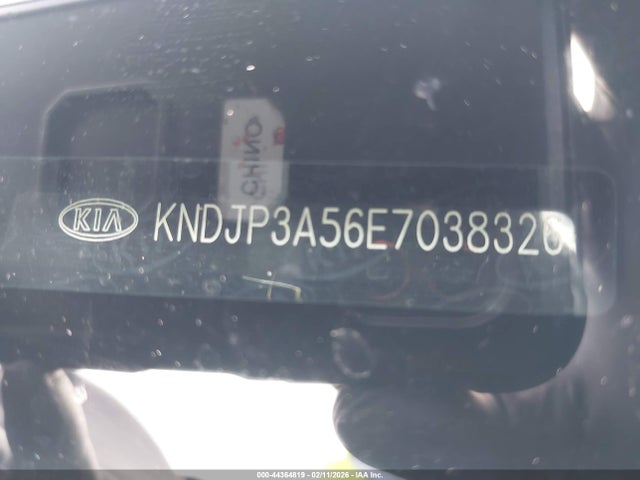 KIA KNDJP3A56E7038326
CHINO
000-44364819 | 02/11/2026 | IAA Inc.